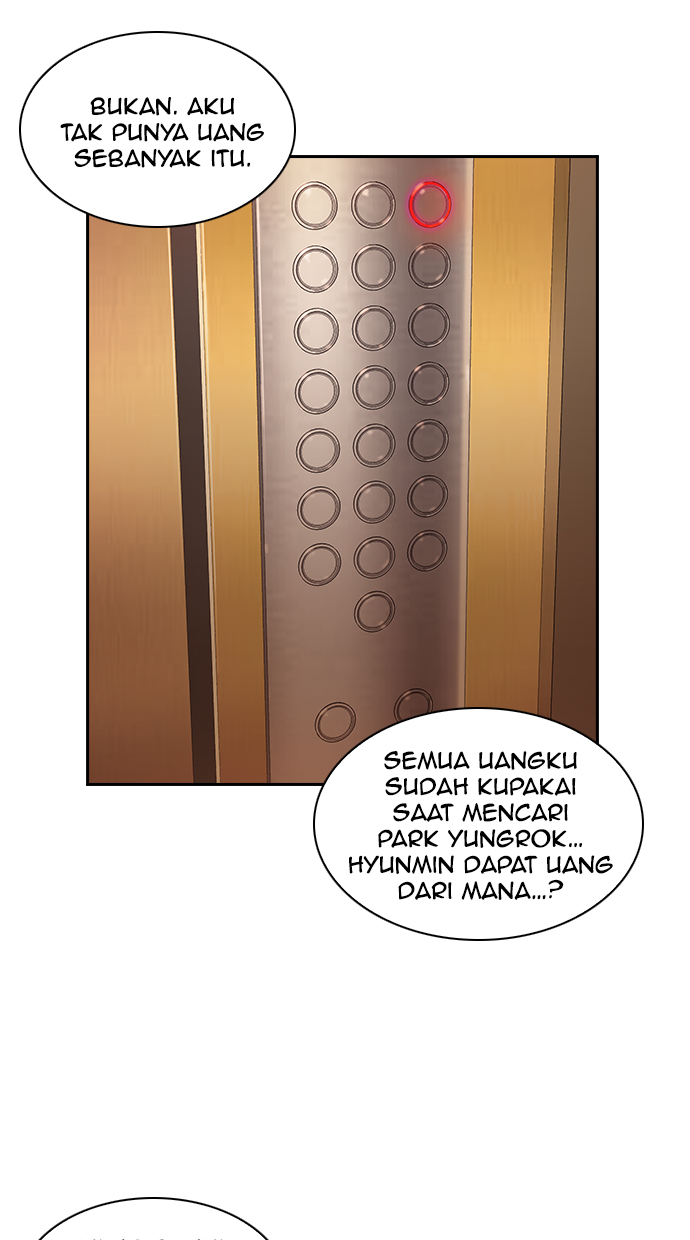 BUKAN. AKU
TAK PUNYA UANG
SEBANYAK ITU.
SEMUA UANGKU
SUDAH KUPAKAI
SAAT MENCARI
PARK YUNGROK...
HYUNMIN DAPAT UANG
DARI MANA...?